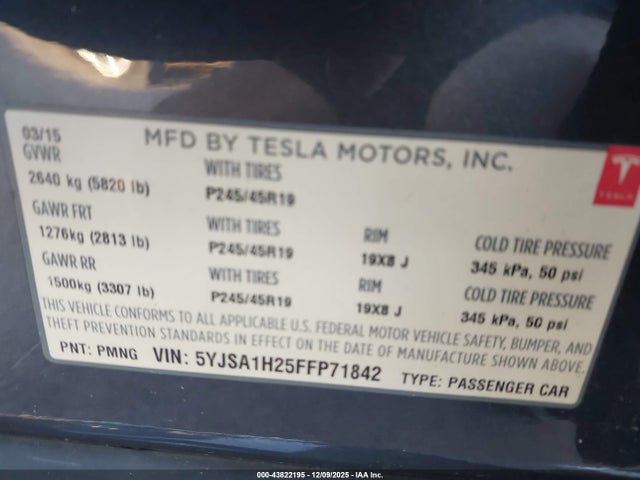 03/15
MFD BY TESLA MOTORS, INC.
GVWR
WITH TIRES
2640 kg (5820 lb)
P245/45R19
GAWR FRT
WITH TIRES
RIM
COLD TIRE PRESSURE
1276kg (2813 lb)
P245/45R19
19X8 J
345 kPa, 50 psi
GAWR RR
WITH TIRES
RIM
COLD TIRE PRESSURE
1500kg (3307 lb)
P245/45R19
19X8 J
345 kPa, 50 psi
THIS VEHICLE CONFORMS TO ALL APPLICABLE U.S. FEDERAL MOTOR VEHICLE SAFETY, BUMPER, AND
THEFT PREVENTION STANDARDS IN EFFECT ON THE DATE OF MANUFACTURE SHOWN ABOVE.
PNT: PMNG VIN: 5YJSA1H25FFP71842 TYPE: PASSENGER CAR
TESLA
000-43822195 - 12/09/2025 - IAA Inc.